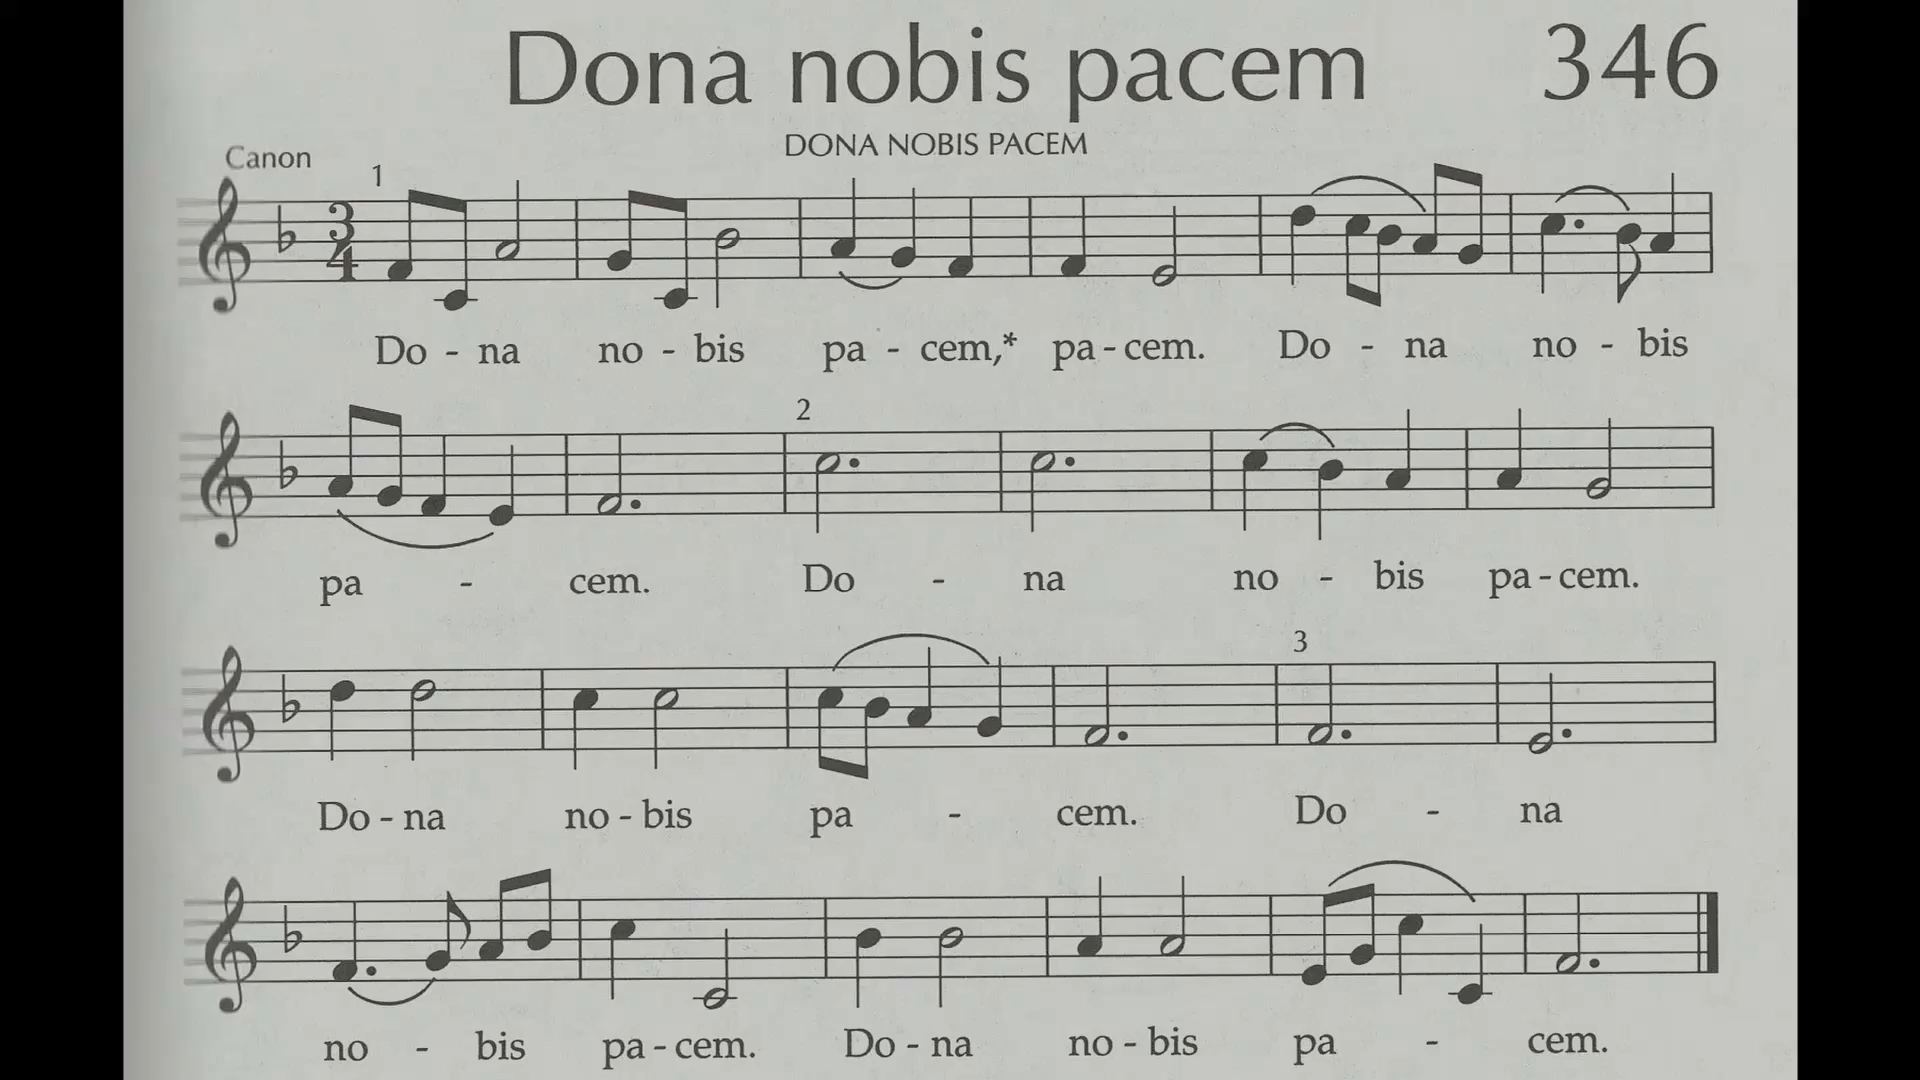 Dona nobis pacem 346
DONA NOBIS PACEM
Canon
1
3
4
Do - na no - bis pa - cem,* pa - cem. Do - na no - bis
2
pa - cem. Do - na no - bis pa - cem.
3
Do - na no - bis pa - cem. Do - na
no - bis pa - cem. Do - na no - bis pa - cem.